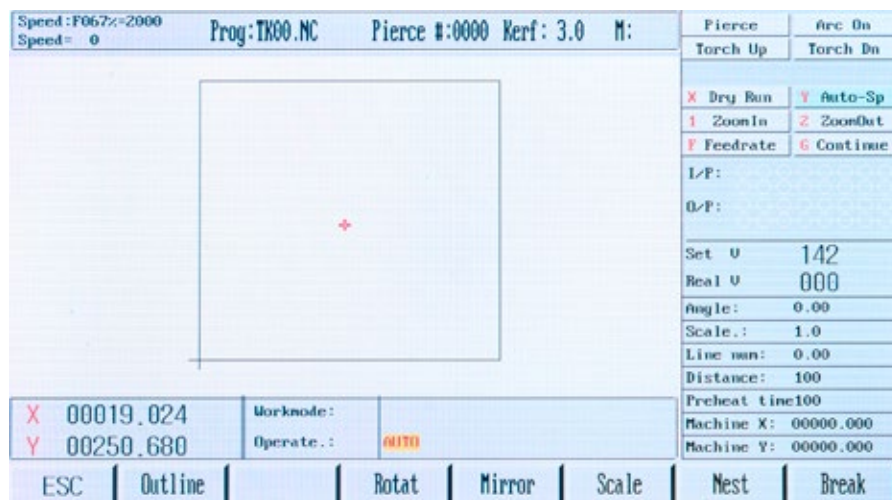 Speed:F067%=2000
Speed= 0
Prog:TK00.NC Pierce #:0000 Kerf: 3.0 M:
Pierce Arc On
Torch Up Torch Dn
X Dry Run Y Auto-Sp
1 ZoomIn 2 ZoomOut
F Feedrate G Continue
I/P:
O/P:
Set V 142
Real V 000
Angle: 0.00
Scale.: 1.0
Line num: 0.00
Distance: 100
Preheat time100
Machine X: 00000.000
Machine Y: 00000.000
X 00019.024
Y 00250.680
Workmode:
Operate.: AUTO
ESC Outline Rotat Mirror Scale Nest Break